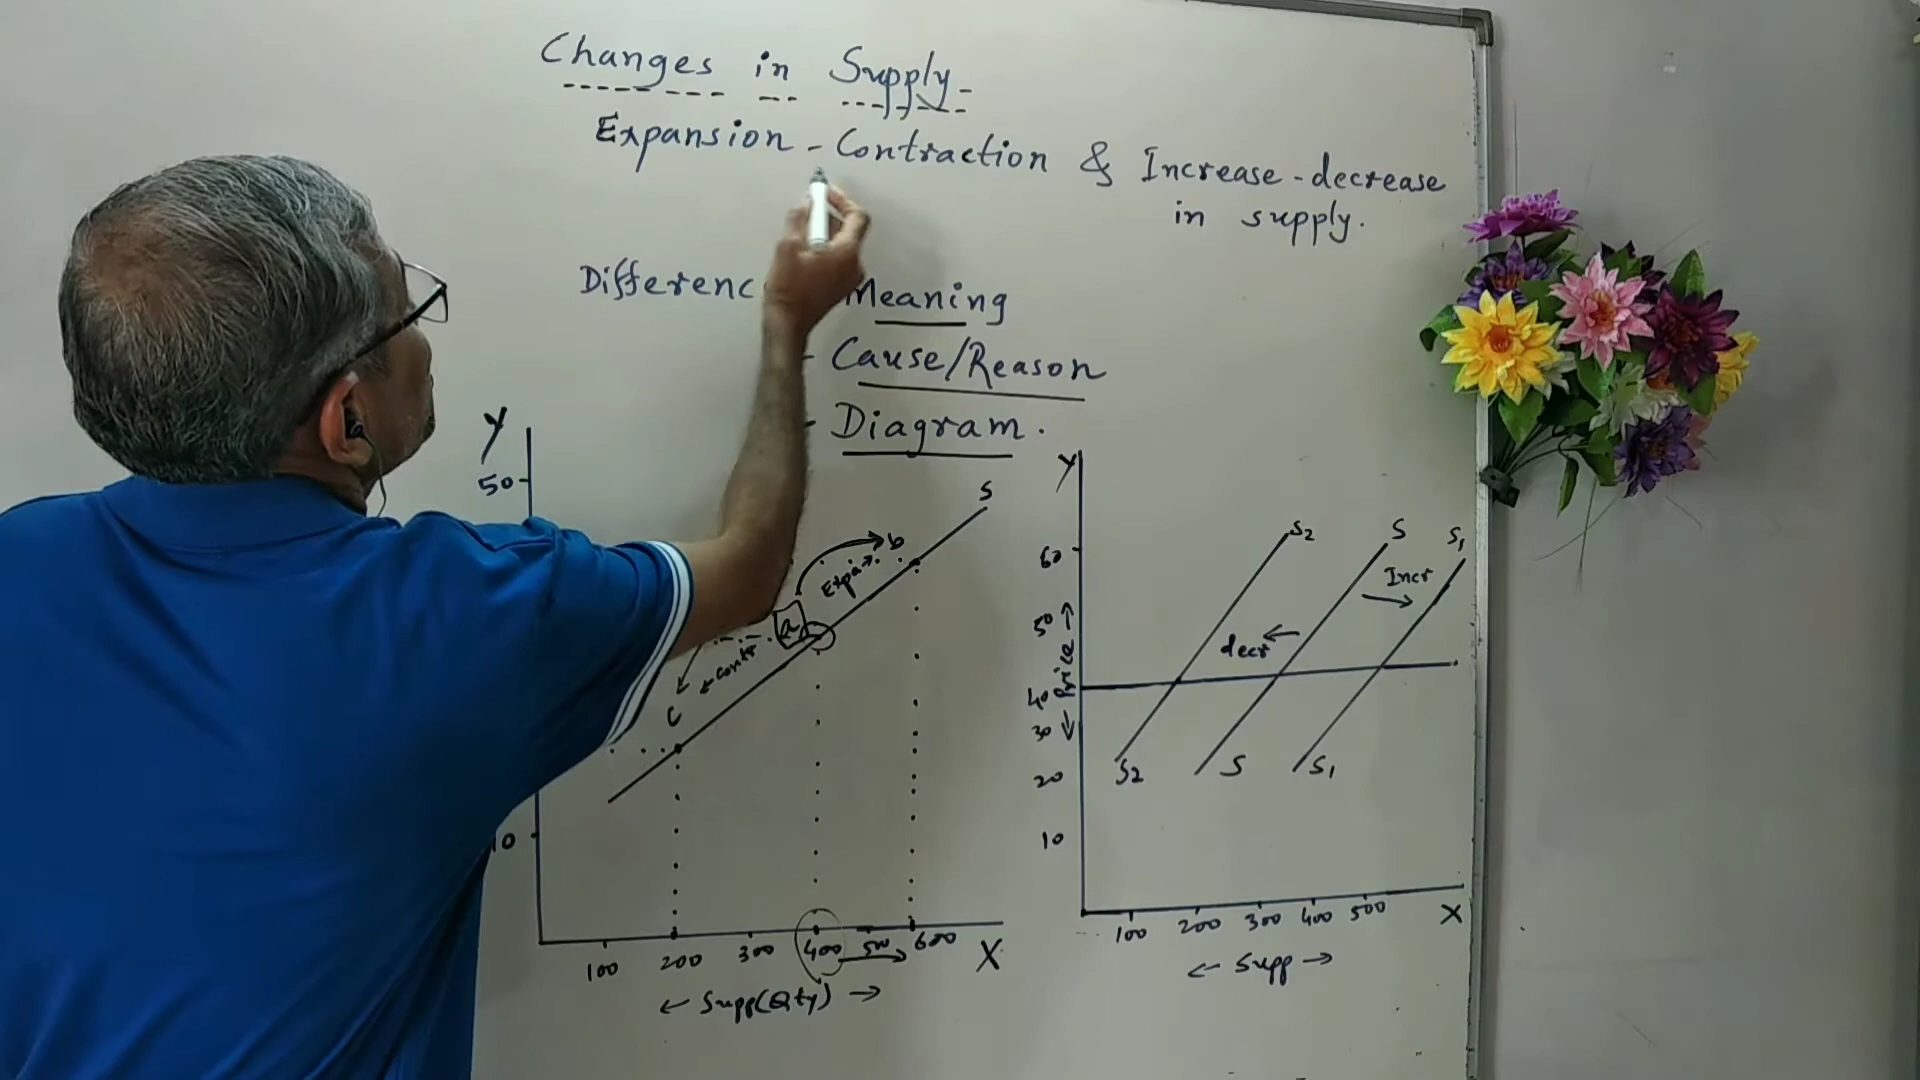 Changes in Supply
Expansion - Contraction & Increase-decrease
in supply.
Differenc Meaning
- Cause/Reason
- Diagram.
Y
50
S
b
Expa
a
Contr
C
10
100 200 300 400 500 600 X
← Supp(Qty) →
Y
S2 S S1
60
Incr
50
decr
← Price →
40
30
20
S2 S S1
10
100 200 300 400 500 X
← Supp →